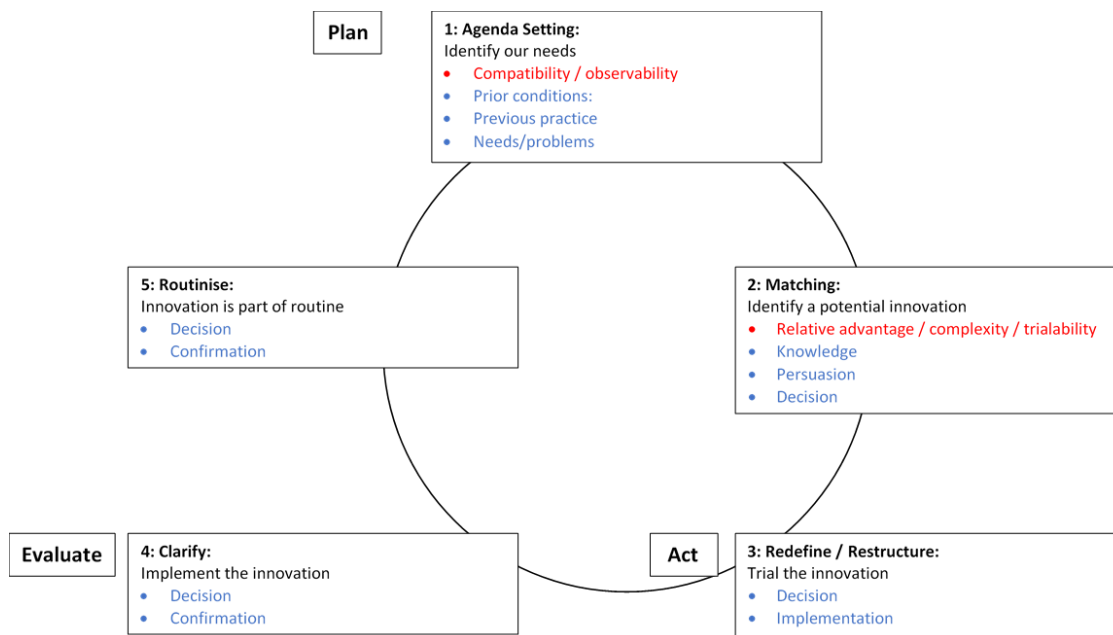 Plan
1: Agenda Setting:
Identify our needs
• Compatibility / observability
• Prior conditions:
• Previous practice
• Needs/problems
5: Routinise:
Innovation is part of routine
• Decision
• Confirmation
2: Matching:
Identify a potential innovation
• Relative advantage / complexity / trialability
• Knowledge
• Persuasion
• Decision
Evaluate
4: Clarify:
Implement the innovation
• Decision
• Confirmation
Act
3: Redefine / Restructure:
Trial the innovation
• Decision
• Implementation